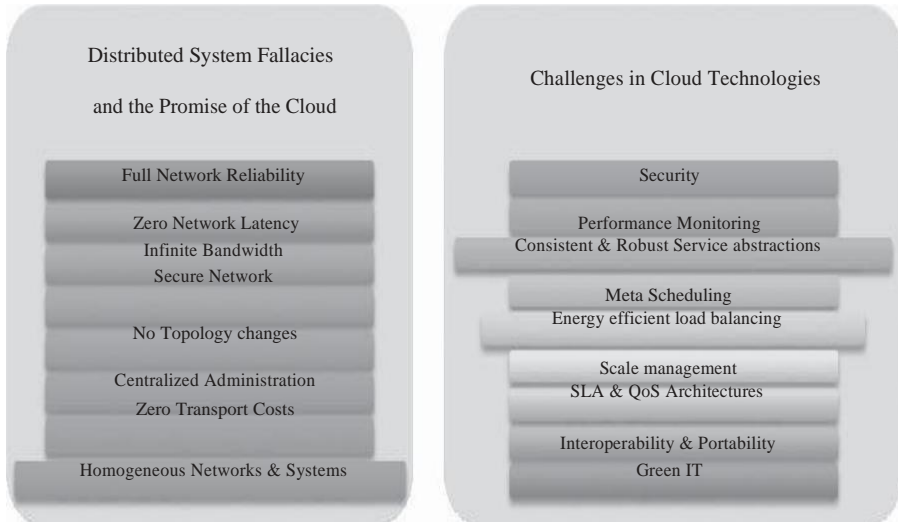 Distributed System Fallacies
and the Promise of the Cloud
Full Network Reliability
Zero Network Latency
Infinite Bandwidth
Secure Network
No Topology changes
Centralized Administration
Zero Transport Costs
Homogeneous Networks & Systems
Challenges in Cloud Technologies
Security
Performance Monitoring
Consistent & Robust Service abstractions
Meta Scheduling
Energy efficient load balancing
Scale management
SLA & QoS Architectures
Interoperability & Portability
Green IT